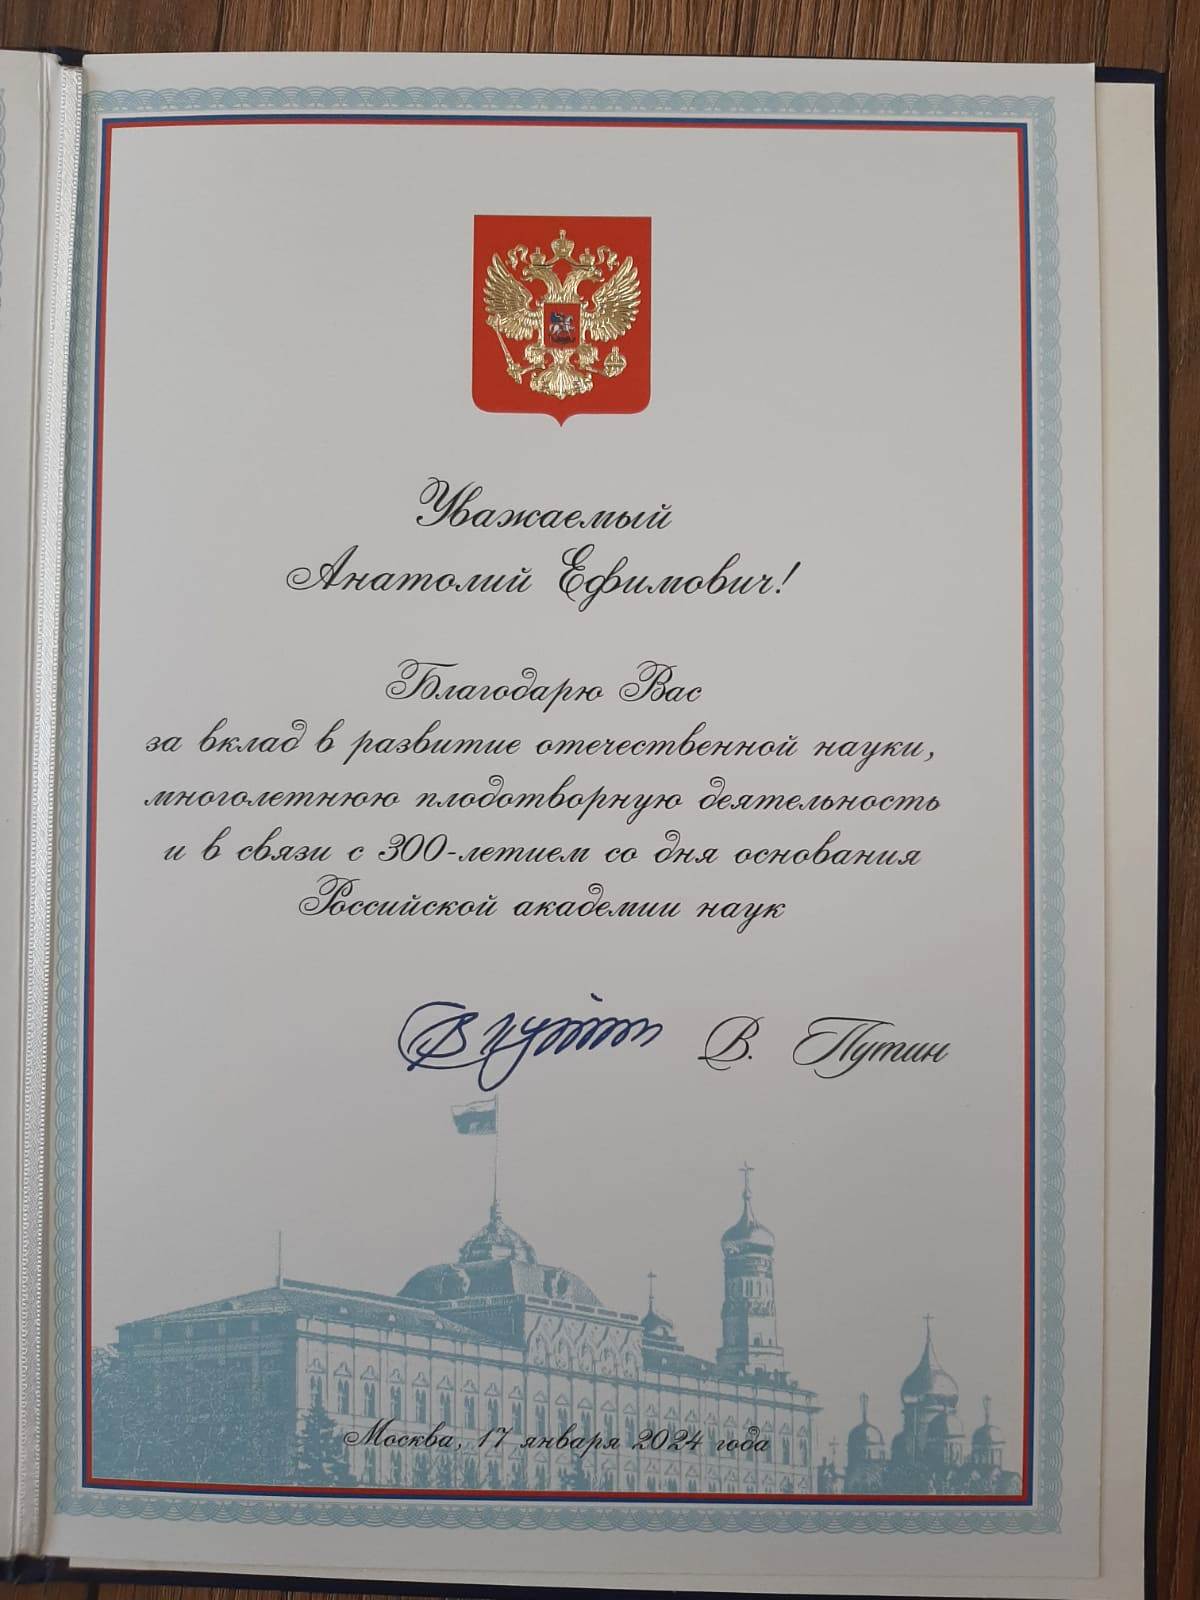 Уважаемый
Анатолий Ефимович!
Благодарю Вас
за вклад в развитие отечественной науки,
многолетнюю плодотворную деятельность
и в связи с 300-летием со дня основания
Российской академии наук
В. Путин
Москва, 17 января 2024 года